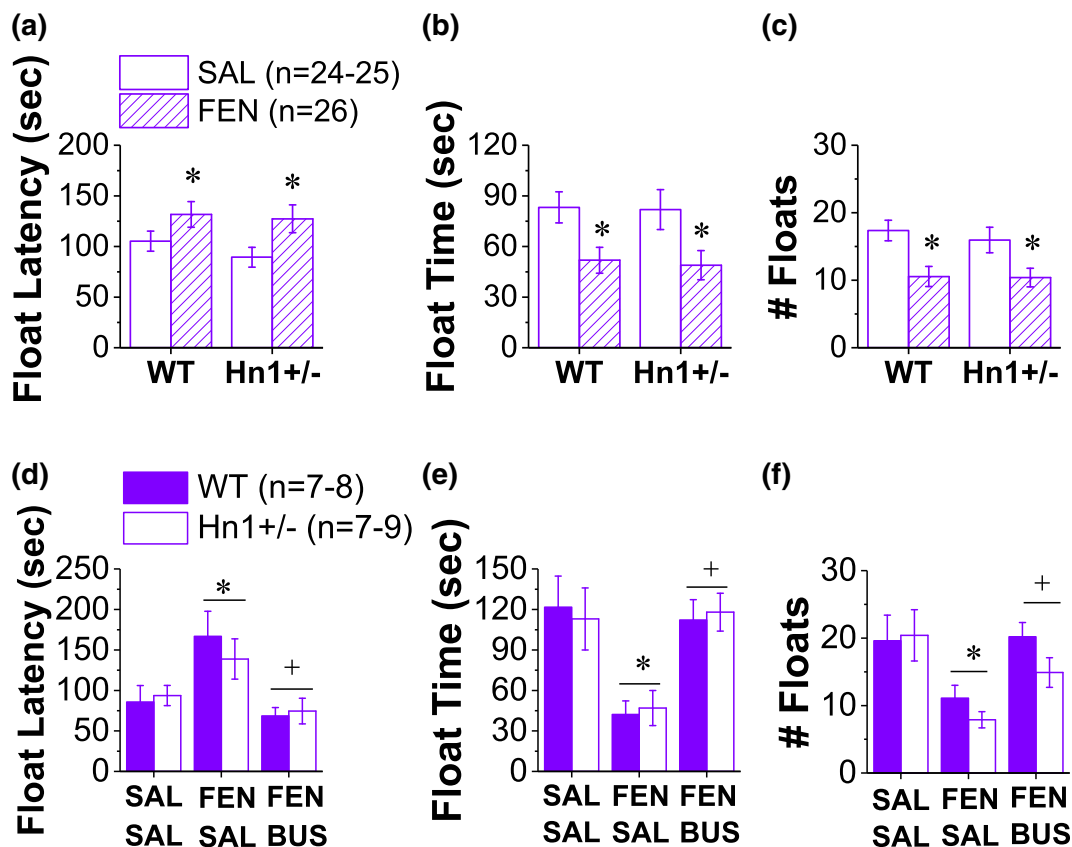 (a)
SAL (n=24-25)
FEN (n=26)
Float Latency (sec)
200
150
100
50
0
*
*
WT Hn1+/-
(b)
Float Time (sec)
120
90
60
30
0
*
*
WT Hn1+/-
(c)
# Floats
30
20
10
0
*
*
WT Hn1+/-
(d)
WT (n=7-8)
Hn1+/- (n=7-9)
Float Latency (sec)
250
200
150
100
50
0
*
+
SAL FEN FEN
SAL SAL BUS
(e)
Float Time (sec)
150
120
90
60
30
0
*
+
SAL FEN FEN
SAL SAL BUS
(f)
# Floats
30
20
10
0
*
+
SAL FEN FEN
SAL SAL BUS